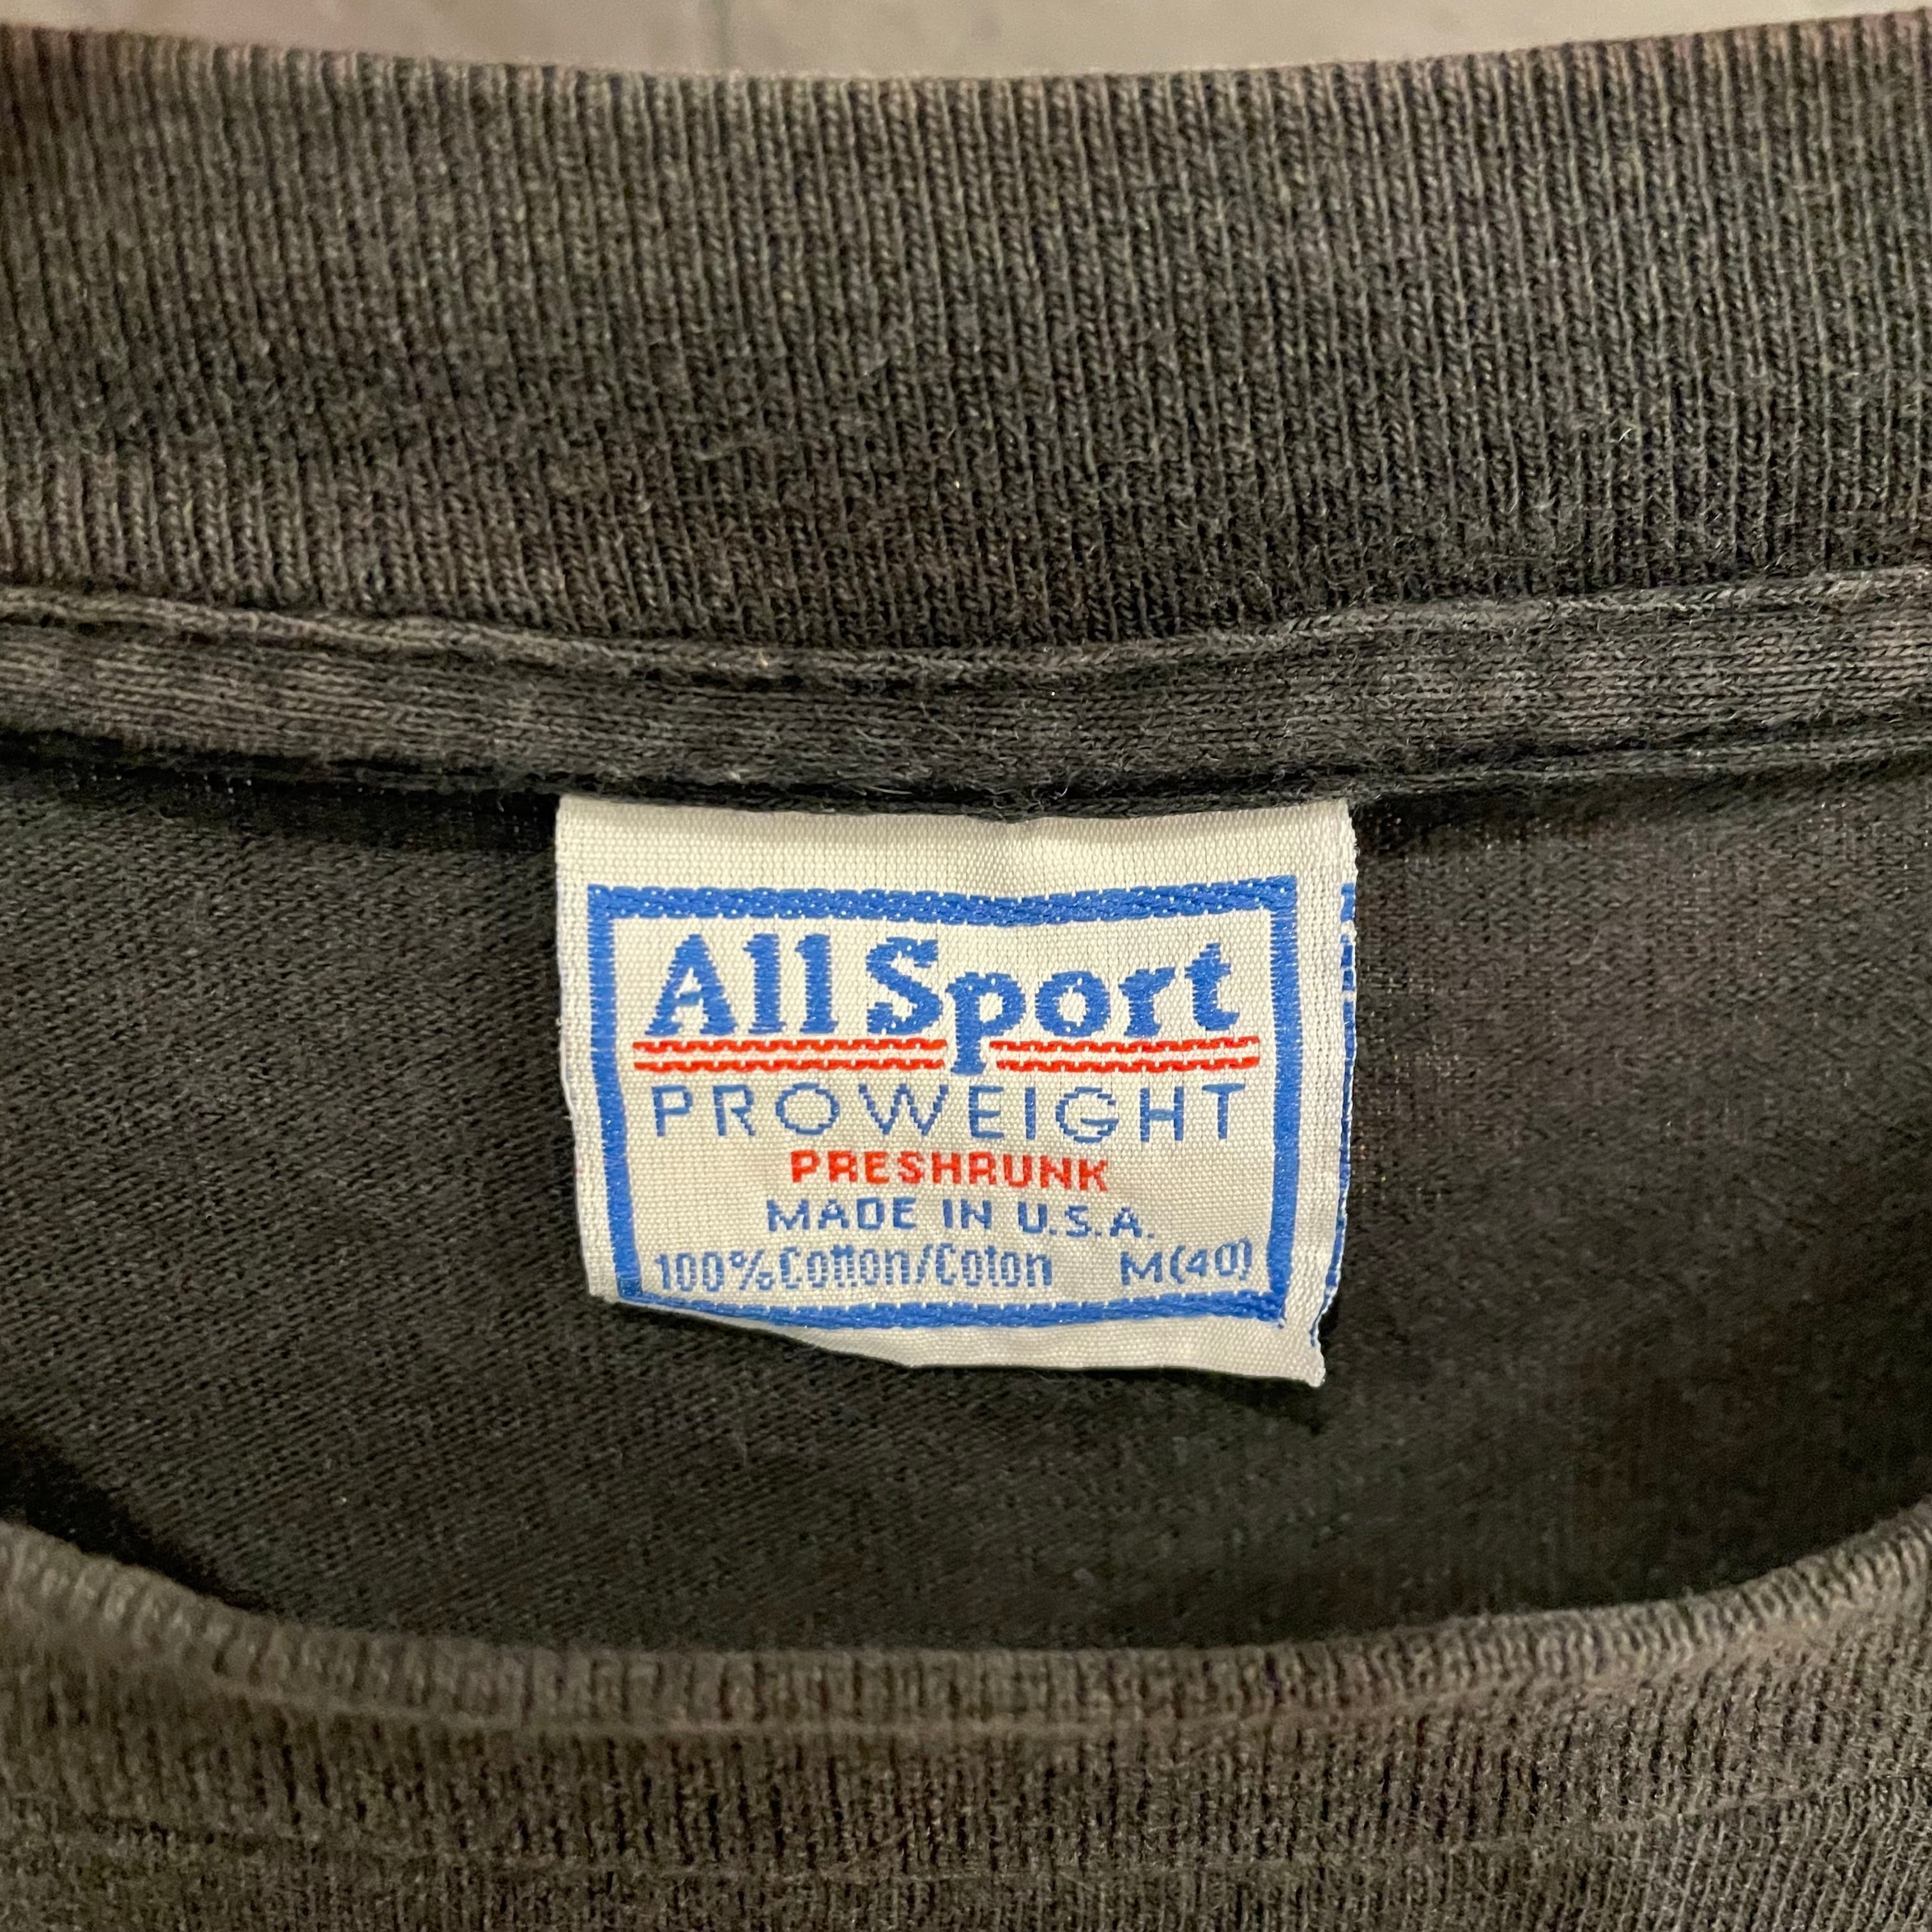 All Sport
PROWEIGHT
PRESHRUNK
MADE IN U.S.A.
100% Cotton/Coton M(40)